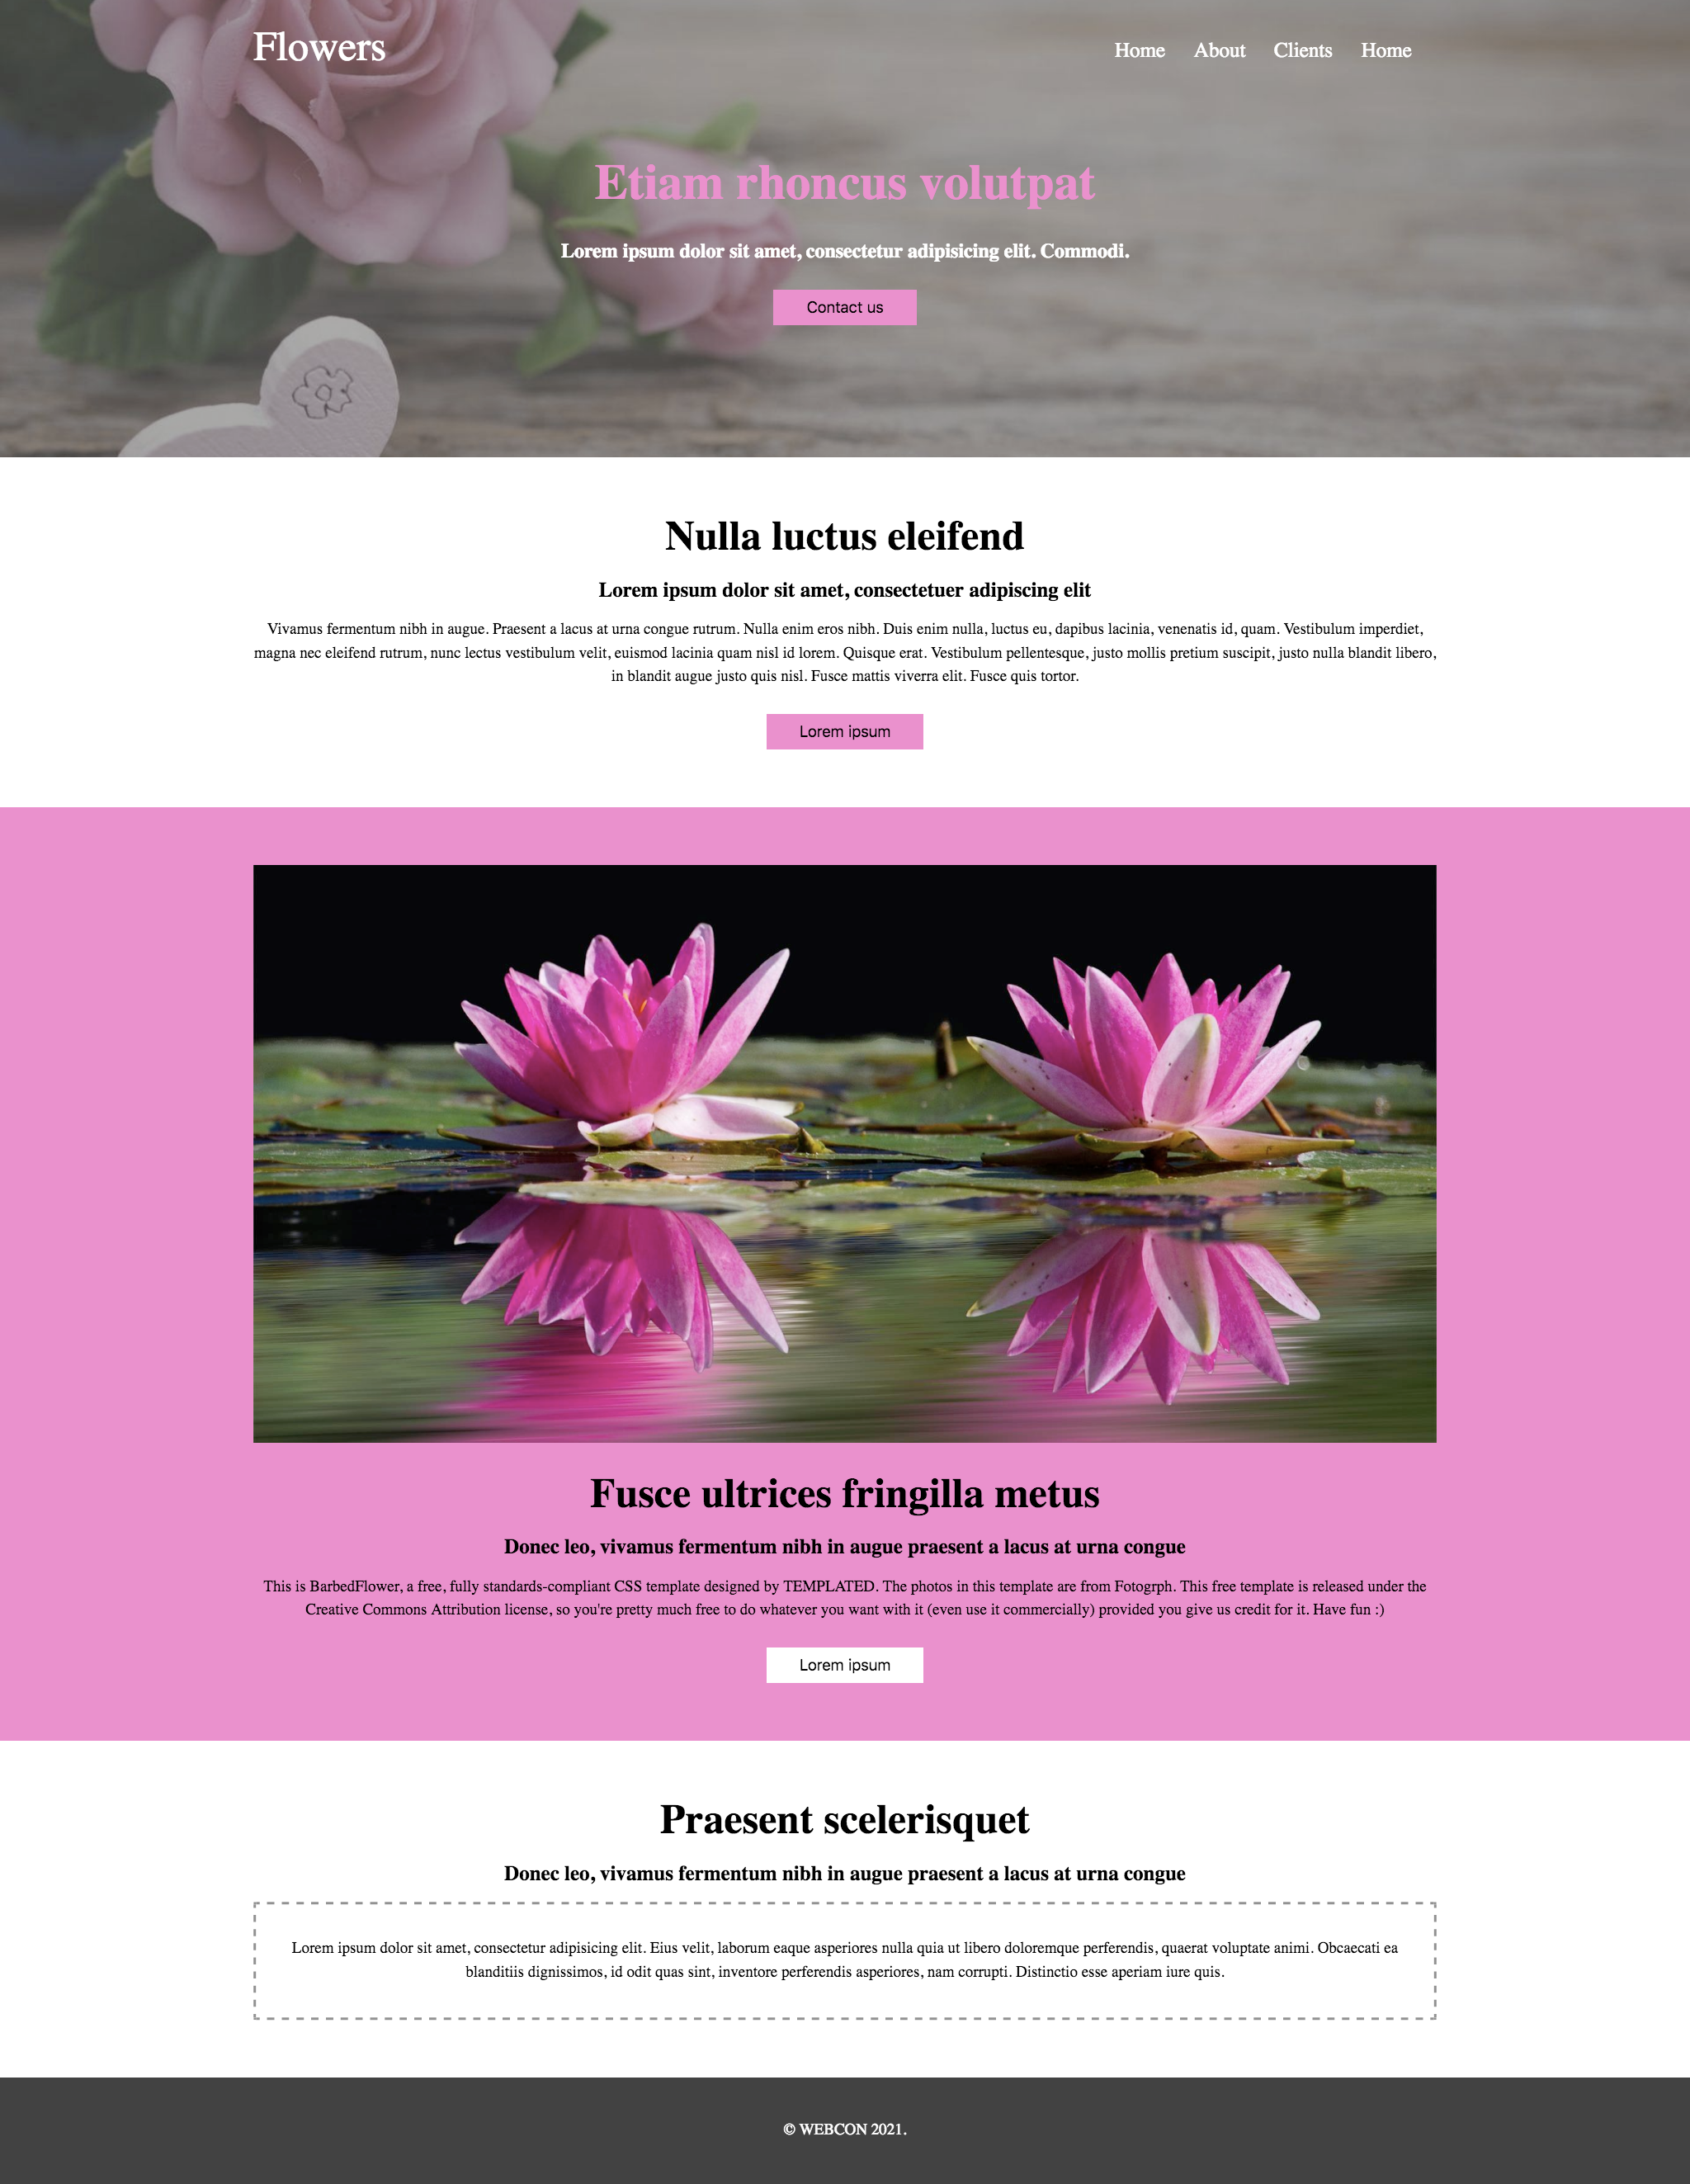 Flowers
Home About Clients Home
Etiam rhoncus volutpat
Lorem ipsum dolor sit amet, consectetur adipisicing elit. Commodi.
Contact us
Nulla luctus eleifend
Lorem ipsum dolor sit amet, consectetuer adipiscing elit
Vivamus fermentum nibh in augue. Praesent a lacus at urna congue rutrum. Nulla enim eros nibh. Duis enim nulla, luctus eu, dapibus lacinia, venenatis id, quam. Vestibulum imperdiet,
magna nec eleifend rutrum, nunc lectus vestibulum velit, euismod lacinia quam nisl id lorem. Quisque erat. Vestibulum pellentesque, justo mollis pretium suscipit, justo nulla blandit libero,
in blandit augue justo quis nisl. Fusce mattis viverra elit. Fusce quis tortor.
Lorem ipsum
Fusce ultrices fringilla metus
Donec leo, vivamus fermentum nibh in augue praesent a lacus at urna congue
This is BarbedFlower, a free, fully standards-compliant CSS template designed by TEMPLATED. The photos in this template are from Fotogrph. This free template is released under the
Creative Commons Attribution license, so you're pretty much free to do whatever you want with it (even use it commercially) provided you give us credit for it. Have fun :)
Lorem ipsum
Praesent scelerisquet
Donec leo, vivamus fermentum nibh in augue praesent a lacus at urna congue
Lorem ipsum dolor sit amet, consectetur adipisicing elit. Eius velit, laborum eaque asperiores nulla quia ut libero doloremque perferendis, quaerat voluptate animi. Obcaecati ea
blanditiis dignissimos, id odit quas sint, inventore perferendis asperiores, nam corrupti. Distinctio esse aperiam iure quis.
© WEBCON 2021.